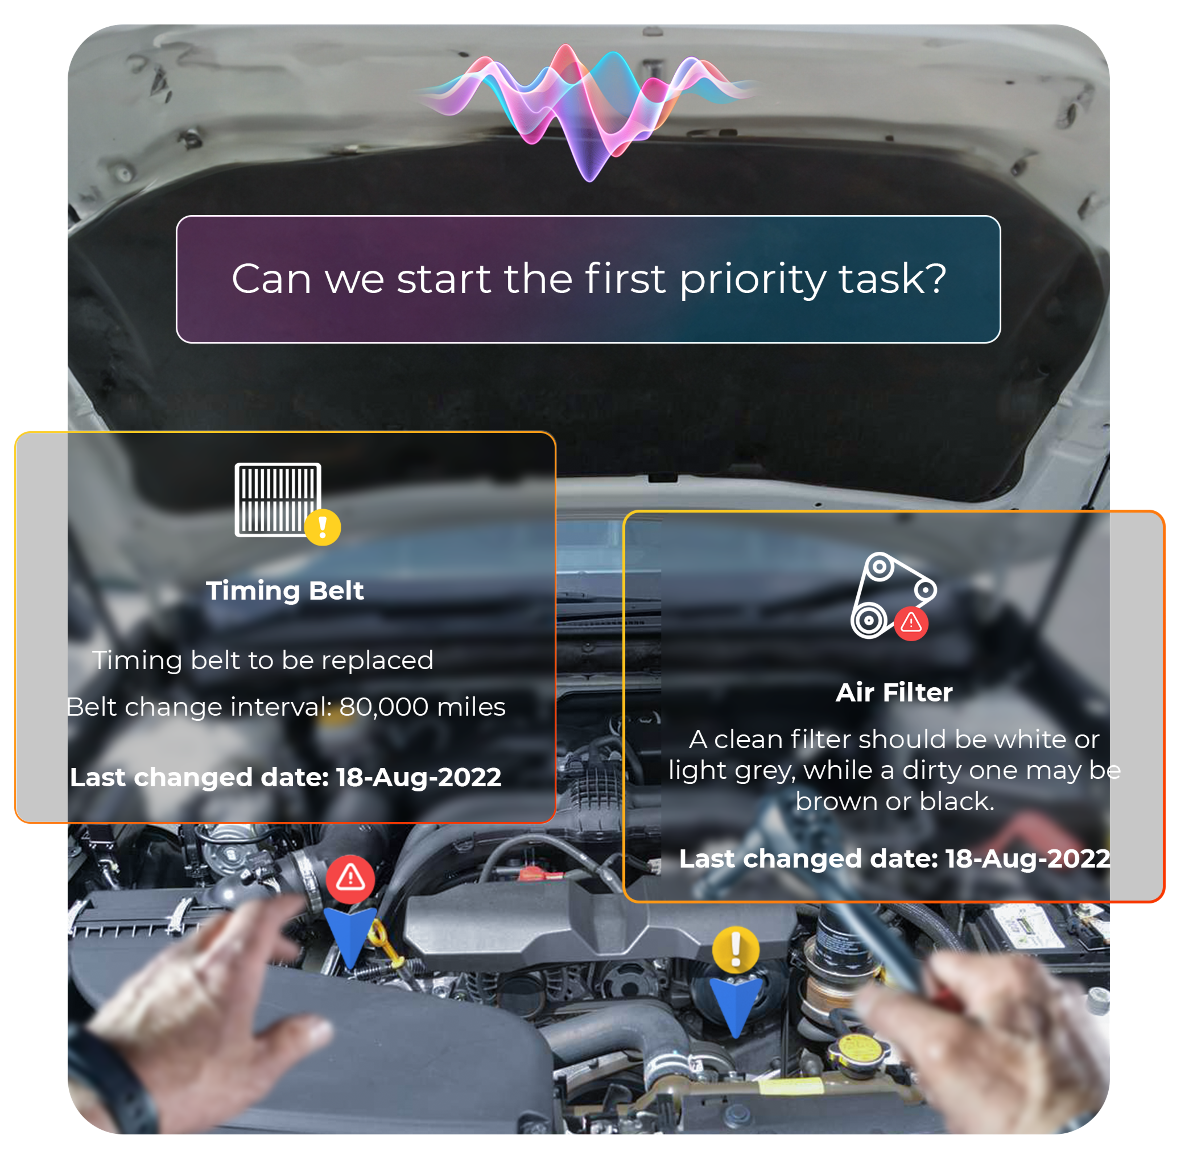 Can we start the first priority task?
Timing Belt
Timing belt to be replaced
Belt change interval: 80,000 miles
Last changed date: 18-Aug-2022
Air Filter
A clean filter should be white or
light grey, while a dirty one may be
brown or black.
Last changed date: 18-Aug-2022